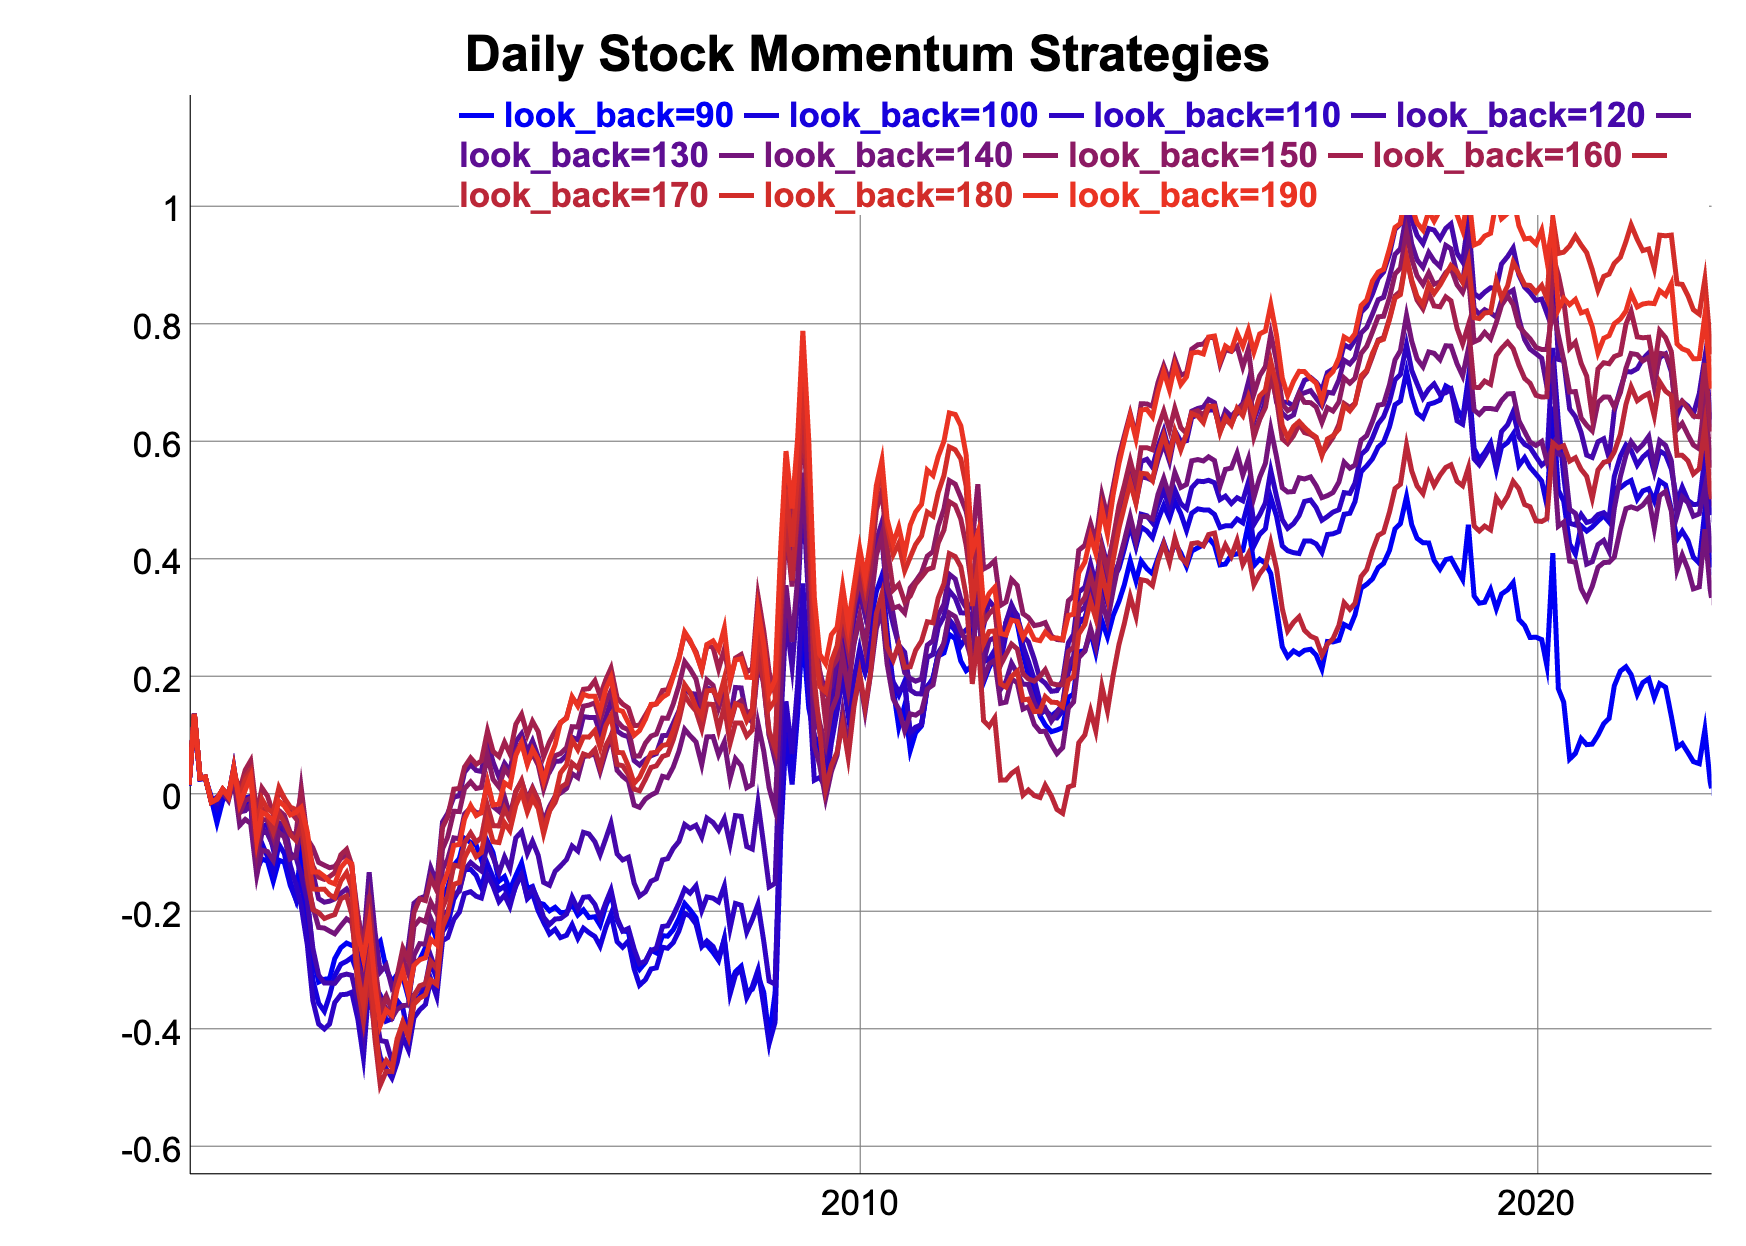 Daily Stock Momentum Strategies
— look_back=90 — look_back=100 — look_back=110 — look_back=120 —
look_back=130 — look_back=140 — look_back=150 — look_back=160 —
look_back=170 — look_back=180 — look_back=190
1
0.8
0.6
0.4
0.2
0
-0.2
-0.4
-0.6
2010 2020